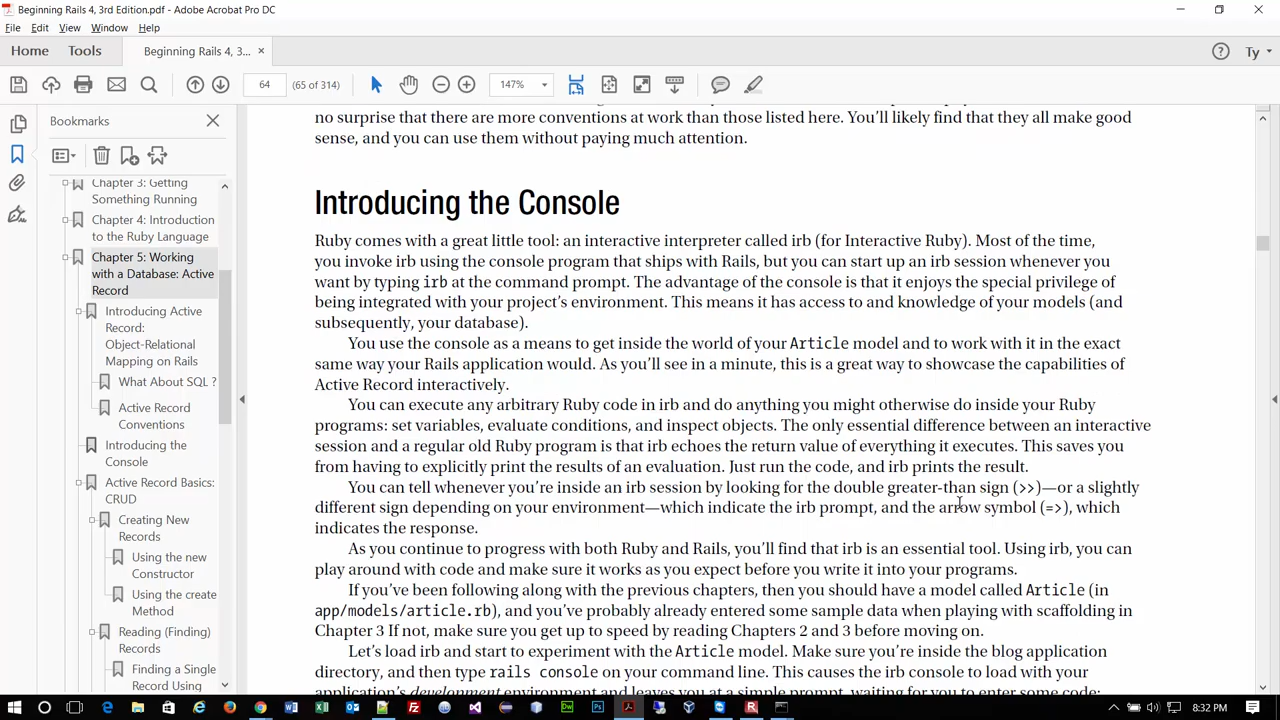 Beginning Rails 4, 3rd Edition.pdf - Adobe Acrobat Pro DC
File Edit View Window Help
Home Tools Beginning Rails 4, 3... × Ty
64 (65 of 314) 147%
Bookmarks
Chapter 3: Getting
Something Running
Chapter 4: Introduction
to the Ruby Language
Chapter 5: Working
with a Database: Active
Record
Introducing Active
Record:
Object-Relational
Mapping on Rails
What About SQL ?
Active Record
Conventions
Introducing the
Console
Active Record Basics:
CRUD
Creating New
Records
Using the new
Constructor
Using the create
Method
Reading (Finding)
Records
Finding a Single
Record Using
no surprise that there are more conventions at work than those listed here. You'll likely find that they all make good
sense, and you can use them without paying much attention.
Introducing the Console
Ruby comes with a great little tool: an interactive interpreter called irb (for Interactive Ruby). Most of the time,
you invoke irb using the console program that ships with Rails, but you can start up an irb session whenever you
want by typing irb at the command prompt. The advantage of the console is that it enjoys the special privilege of
being integrated with your project's environment. This means it has access to and knowledge of your models (and
subsequently, your database).
You use the console as a means to get inside the world of your Article model and to work with it in the exact
same way your Rails application would. As you'll see in a minute, this is a great way to showcase the capabilities of
Active Record interactively.
You can execute any arbitrary Ruby code in irb and do anything you might otherwise do inside your Ruby
programs: set variables, evaluate conditions, and inspect objects. The only essential difference between an interactive
session and a regular old Ruby program is that irb echoes the return value of everything it executes. This saves you
from having to explicitly print the results of an evaluation. Just run the code, and irb prints the result.
You can tell whenever you're inside an irb session by looking for the double greater-than sign (>>)—or a slightly
different sign depending on your environment—which indicate the irb prompt, and the arrow symbol (=>), which
indicates the response.
As you continue to progress with both Ruby and Rails, you'll find that irb is an essential tool. Using irb, you can
play around with code and make sure it works as you expect before you write it into your programs.
If you've been following along with the previous chapters, then you should have a model called Article (in
app/models/article.rb), and you've probably already entered some sample data when playing with scaffolding in
Chapter 3 If not, make sure you get up to speed by reading Chapters 2 and 3 before moving on.
Let's load irb and start to experiment with the Article model. Make sure you're inside the blog application
directory, and then type rails console on your command line. This causes the irb console to load with your
application's development environment and leaves you at a simple prompt, waiting for you to enter some code:
8:32 PM